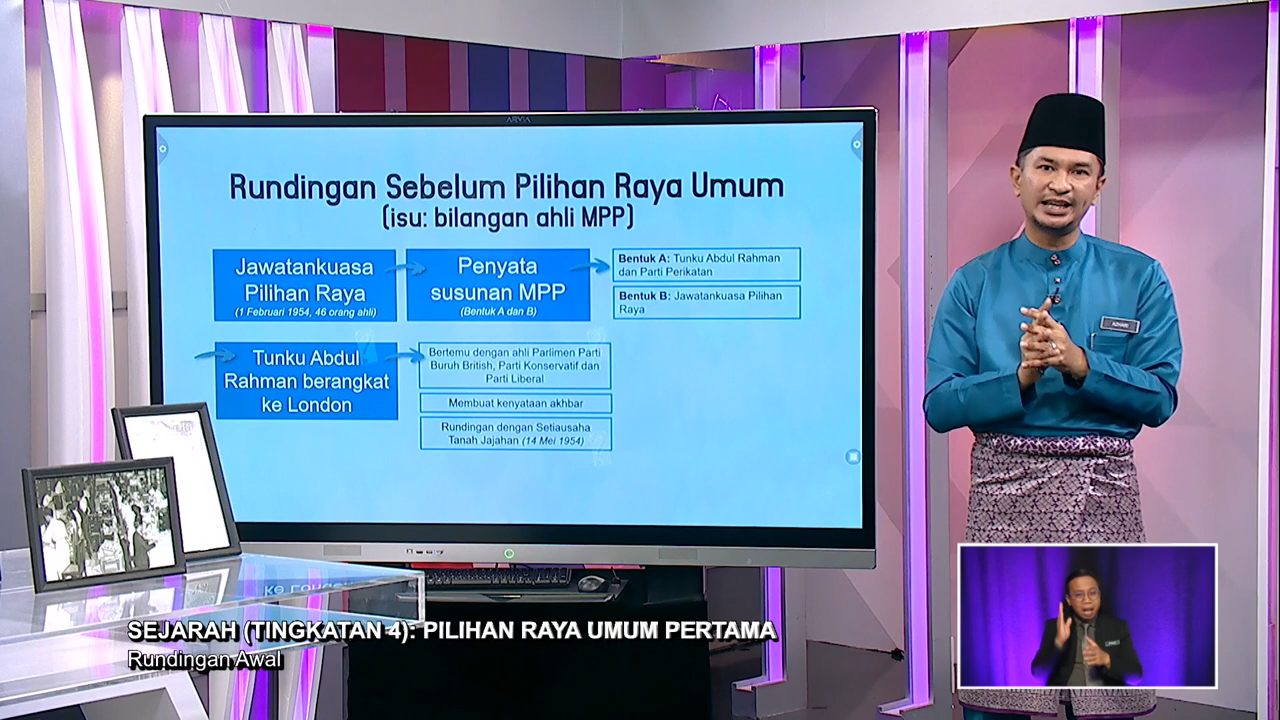 ARVIA
Rundingan Sebelum Pilihan Raya Umum
(isu: bilangan ahli MPP)
Jawatankuasa
Pilihan Raya
(1 Februari 1954, 46 orang ahli)
Penyata
susunan MPP
(Bentuk A dan B)
Bentuk A: Tunku Abdul Rahman
dan Parti Perikatan
Bentuk B: Jawatankuasa Pilihan
Raya
Tunku Abdul
Rahman berangkat
ke London
Bertemu dengan ahli Parlimen Parti
Buruh British, Parti Konservatif dan
Parti Liberal
Membuat kenyataan akhbar
Rundingan dengan Setiausaha
Tanah Jajahan (14 Mei 1954)
AZHARI
SEJARAH (TINGKATAN 4): PILIHAN RAYA UMUM PERTAMA
Rundingan Awal